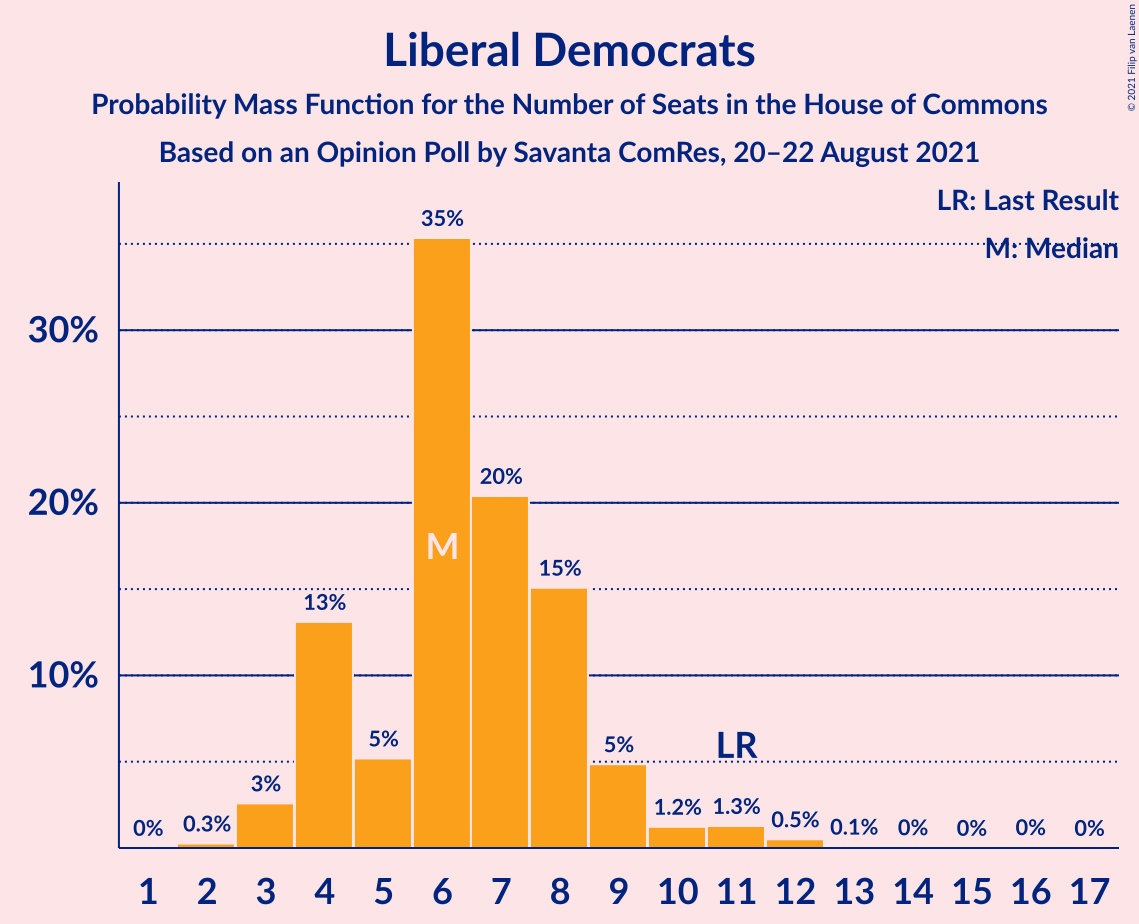 Liberal Democrats
Probability Mass Function for the Number of Seats in the House of Commons
Based on an Opinion Poll by Savanta ComRes, 20–22 August 2021
© 2021 Filip van Laenen
LR: Last Result
M: Median
30%
20%
10%
0%
0.3%
3%
13%
5%
35%
20%
15%
5%
1.2%
1.3%
0.5%
0.1%
0%
0%
0%
0%
M
LR
1 2 3 4 5 6 7 8 9 10 11 12 13 14 15 16 17